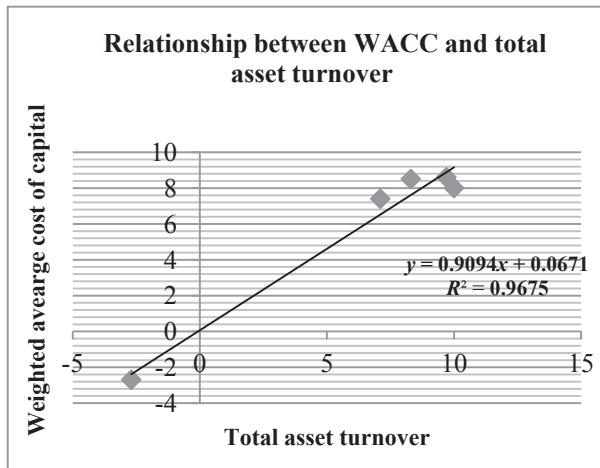 Relationship between WACC and total
asset turnover
Weighted avearge cost of capital
10
8
6
4
2
0
-2
-4
-5
0
5
10
15
y = 0.9094x + 0.0671
R² = 0.9675
Total asset turnover